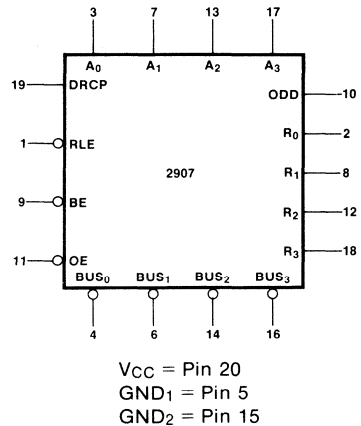 3 7 13 17
A0 A1 A2 A3
19 DRCP
ODD 10
1 RLE
R0 2
2907
R1 8
9 BE
R2 12
11 OE
R3 18
BUS0 BUS1 BUS2 BUS3
4 6 14 16
VCC = Pin 20
GND1 = Pin 5
GND2 = Pin 15